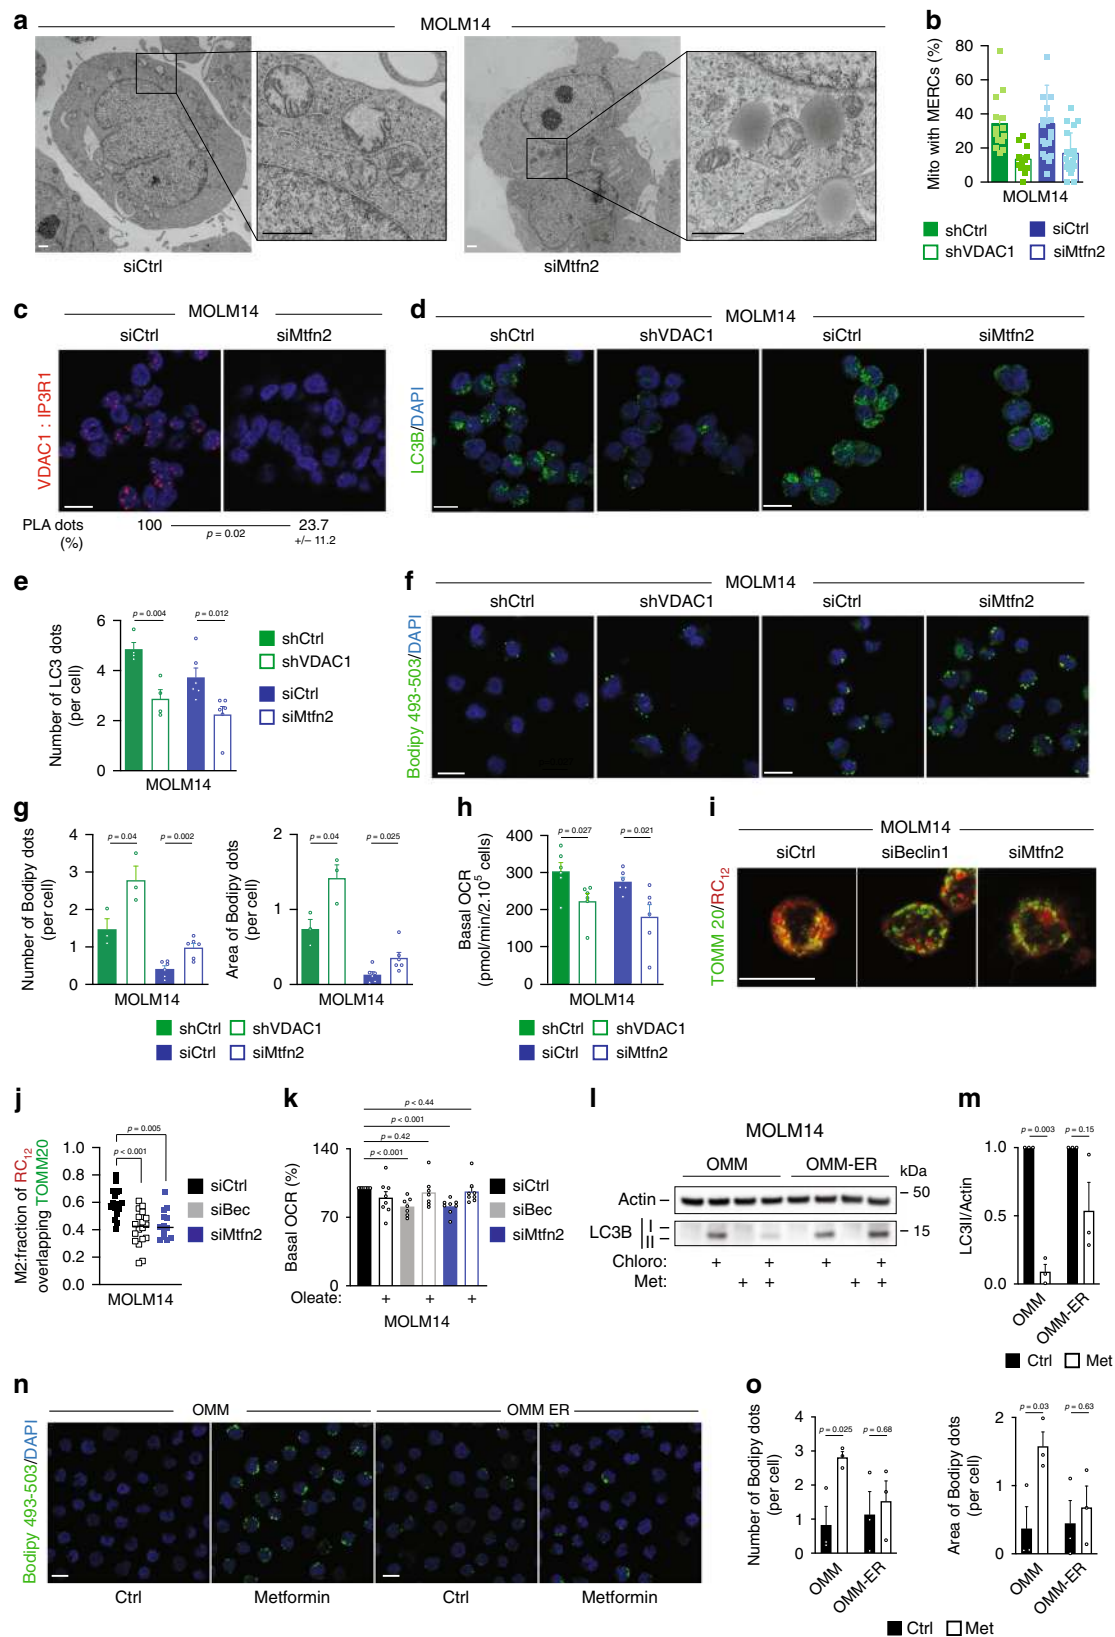 a
MOLM14
siCtrl
siMtfn2
b
Mito with MERCs (%)
80
60
40
20
0
MOLM14
shCtrl
siCtrl
shVDAC1
siMtfn2
c
MOLM14
siCtrl
siMtfn2
VDAC1 : IP3R1
PLA dots
(%)
100
p = 0.02
23.7
+/− 11.2
d
MOLM14
shCtrl
shVDAC1
siCtrl
siMtfn2
LC3B/DAPI
e
Number of LC3 dots
(per cell)
6
4
2
0
p = 0.004
p = 0.012
MOLM14
shCtrl
shVDAC1
siCtrl
siMtfn2
f
MOLM14
shCtrl
shVDAC1
siCtrl
siMtfn2
Bodipy 493-503/DAPI
g
Number of Bodipy dots
(per cell)
4
3
2
1
0
p = 0.04
p = 0.002
MOLM14
Area of Bodipy dots
(per cell)
2
1
0
p = 0.04
p = 0.025
MOLM14
shCtrl
shVDAC1
siCtrl
siMtfn2
h
Basal OCR
(pmol/min/2.10⁵ cells)
400
300
200
100
0
p = 0.027
p = 0.021
MOLM14
shCtrl
shVDAC1
siCtrl
siMtfn2
i
MOLM14
siCtrl
siBeclin1
siMtfn2
TOMM 20/RC₁₂
j
M2:fraction of RC₁₂
overlapping TOMM20
1.0
0.8
0.6
0.4
0.2
0.0
p = 0.005
p < 0.001
MOLM14
siCtrl
siBec
siMtfn2
k
Basal OCR (%)
140
70
0
p < 0.44
p < 0.001
p = 0.42
p < 0.001
Oleate:
+
+
+
MOLM14
l
MOLM14
OMM
OMM-ER
kDa
Actin
50
LC3B
I
II
15
Chloro:
+
+
+
+
Met:
+
+
+
+
m
LC3II/Actin
1.0
0.5
0.0
p = 0.003
p = 0.15
OMM
OMM-ER
Ctrl
Met
n
OMM
OMM ER
Bodipy 493-503/DAPI
Ctrl
Metformin
Ctrl
Metformin
o
Number of Bodipy dots
(per cell)
4
3
2
1
0
p = 0.025
p = 0.68
OMM
OMM-ER
Area of Bodipy dots
(per cell)
2
1
0
p = 0.03
p = 0.63
OMM
OMM-ER
Ctrl
Met